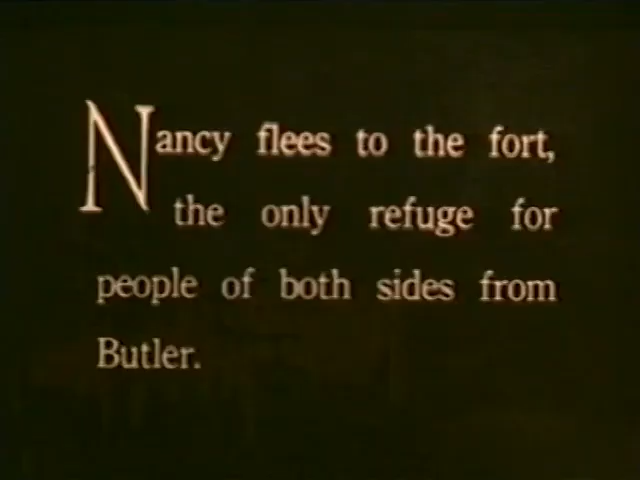 Nancy flees to the fort,
the only refuge for
people of both sides from
Butler.